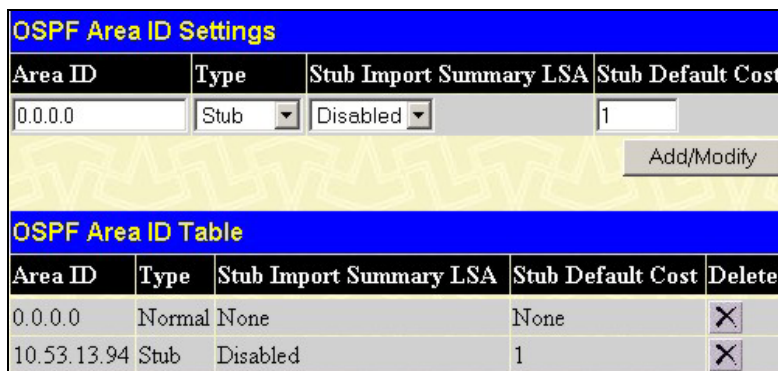 OSPF Area ID Settings
Area ID Type Stub Import Summary LSA Stub Default Cost
0.0.0.0 Stub Disabled 1
Add/Modify
OSPF Area ID Table
Area ID Type Stub Import Summary LSA Stub Default Cost Delete
0.0.0.0 Normal None None
10.53.13.94 Stub Disabled 1